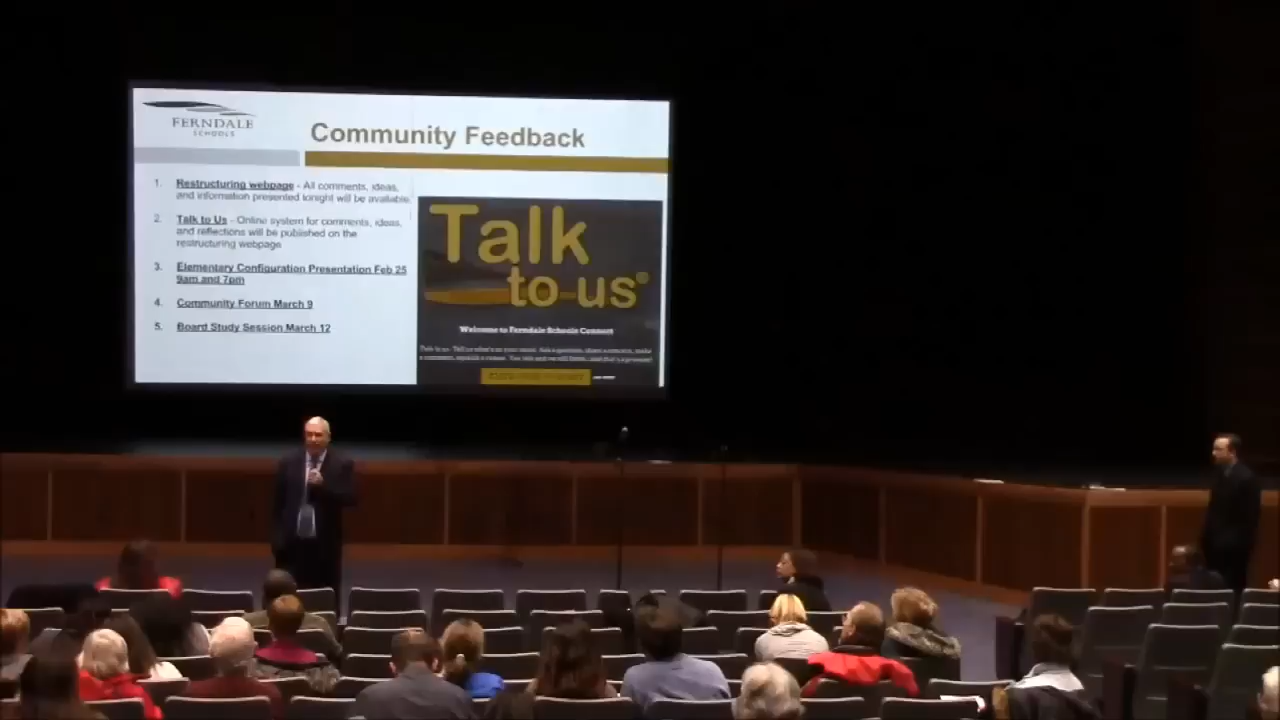 FERNDALE
SCHOOLS
Community Feedback
1. Restructuring webpage - All comments, ideas,
and information presented tonight will be available.
2. Talk to Us - Online system for comments, ideas,
and reflections will be published on the
restructuring webpage
3. Elementary Configuration Presentation Feb 25
9am and 7pm
4. Community Forum March 9
5. Board Study Session March 12
Talk
to us®
Welcome to Ferndale Schools Connect